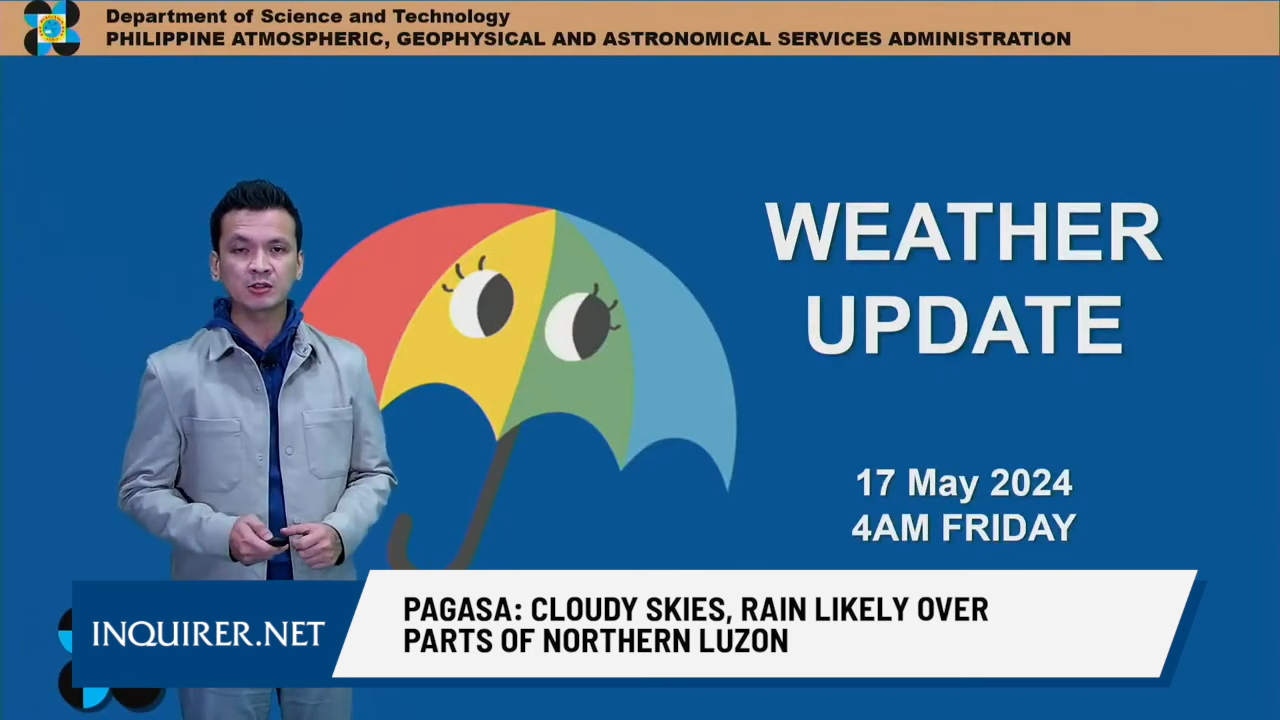 Department of Science and Technology
PHILIPPINE ATMOSPHERIC, GEOPHYSICAL AND ASTRONOMICAL SERVICES ADMINISTRATION
WEATHER
UPDATE
17 May 2024
4AM FRIDAY
INQUIRER.NET
PAGASA: CLOUDY SKIES, RAIN LIKELY OVER
PARTS OF NORTHERN LUZON